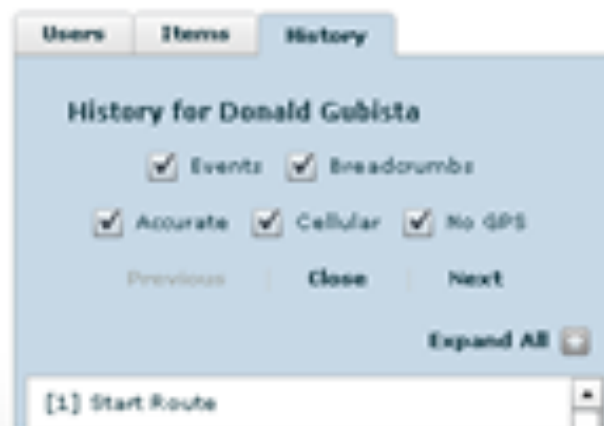 Users Items History
History for Donald Gubista
Events Breadcrumbs
Accurate Cellular No GPS
Previous Close Next
Expand All
[1] Start Route